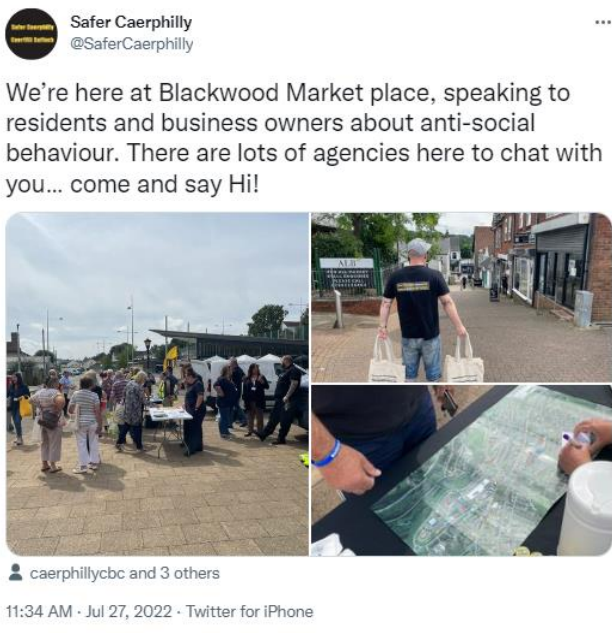 Safer Caerphilly
@SaferCaerphilly
We’re here at Blackwood Market place, speaking to
residents and business owners about anti-social
behaviour. There are lots of agencies here to chat with
you... come and say Hi!
caerphillycbc and 3 others
11:34 AM · Jul 27, 2022 · Twitter for iPhone